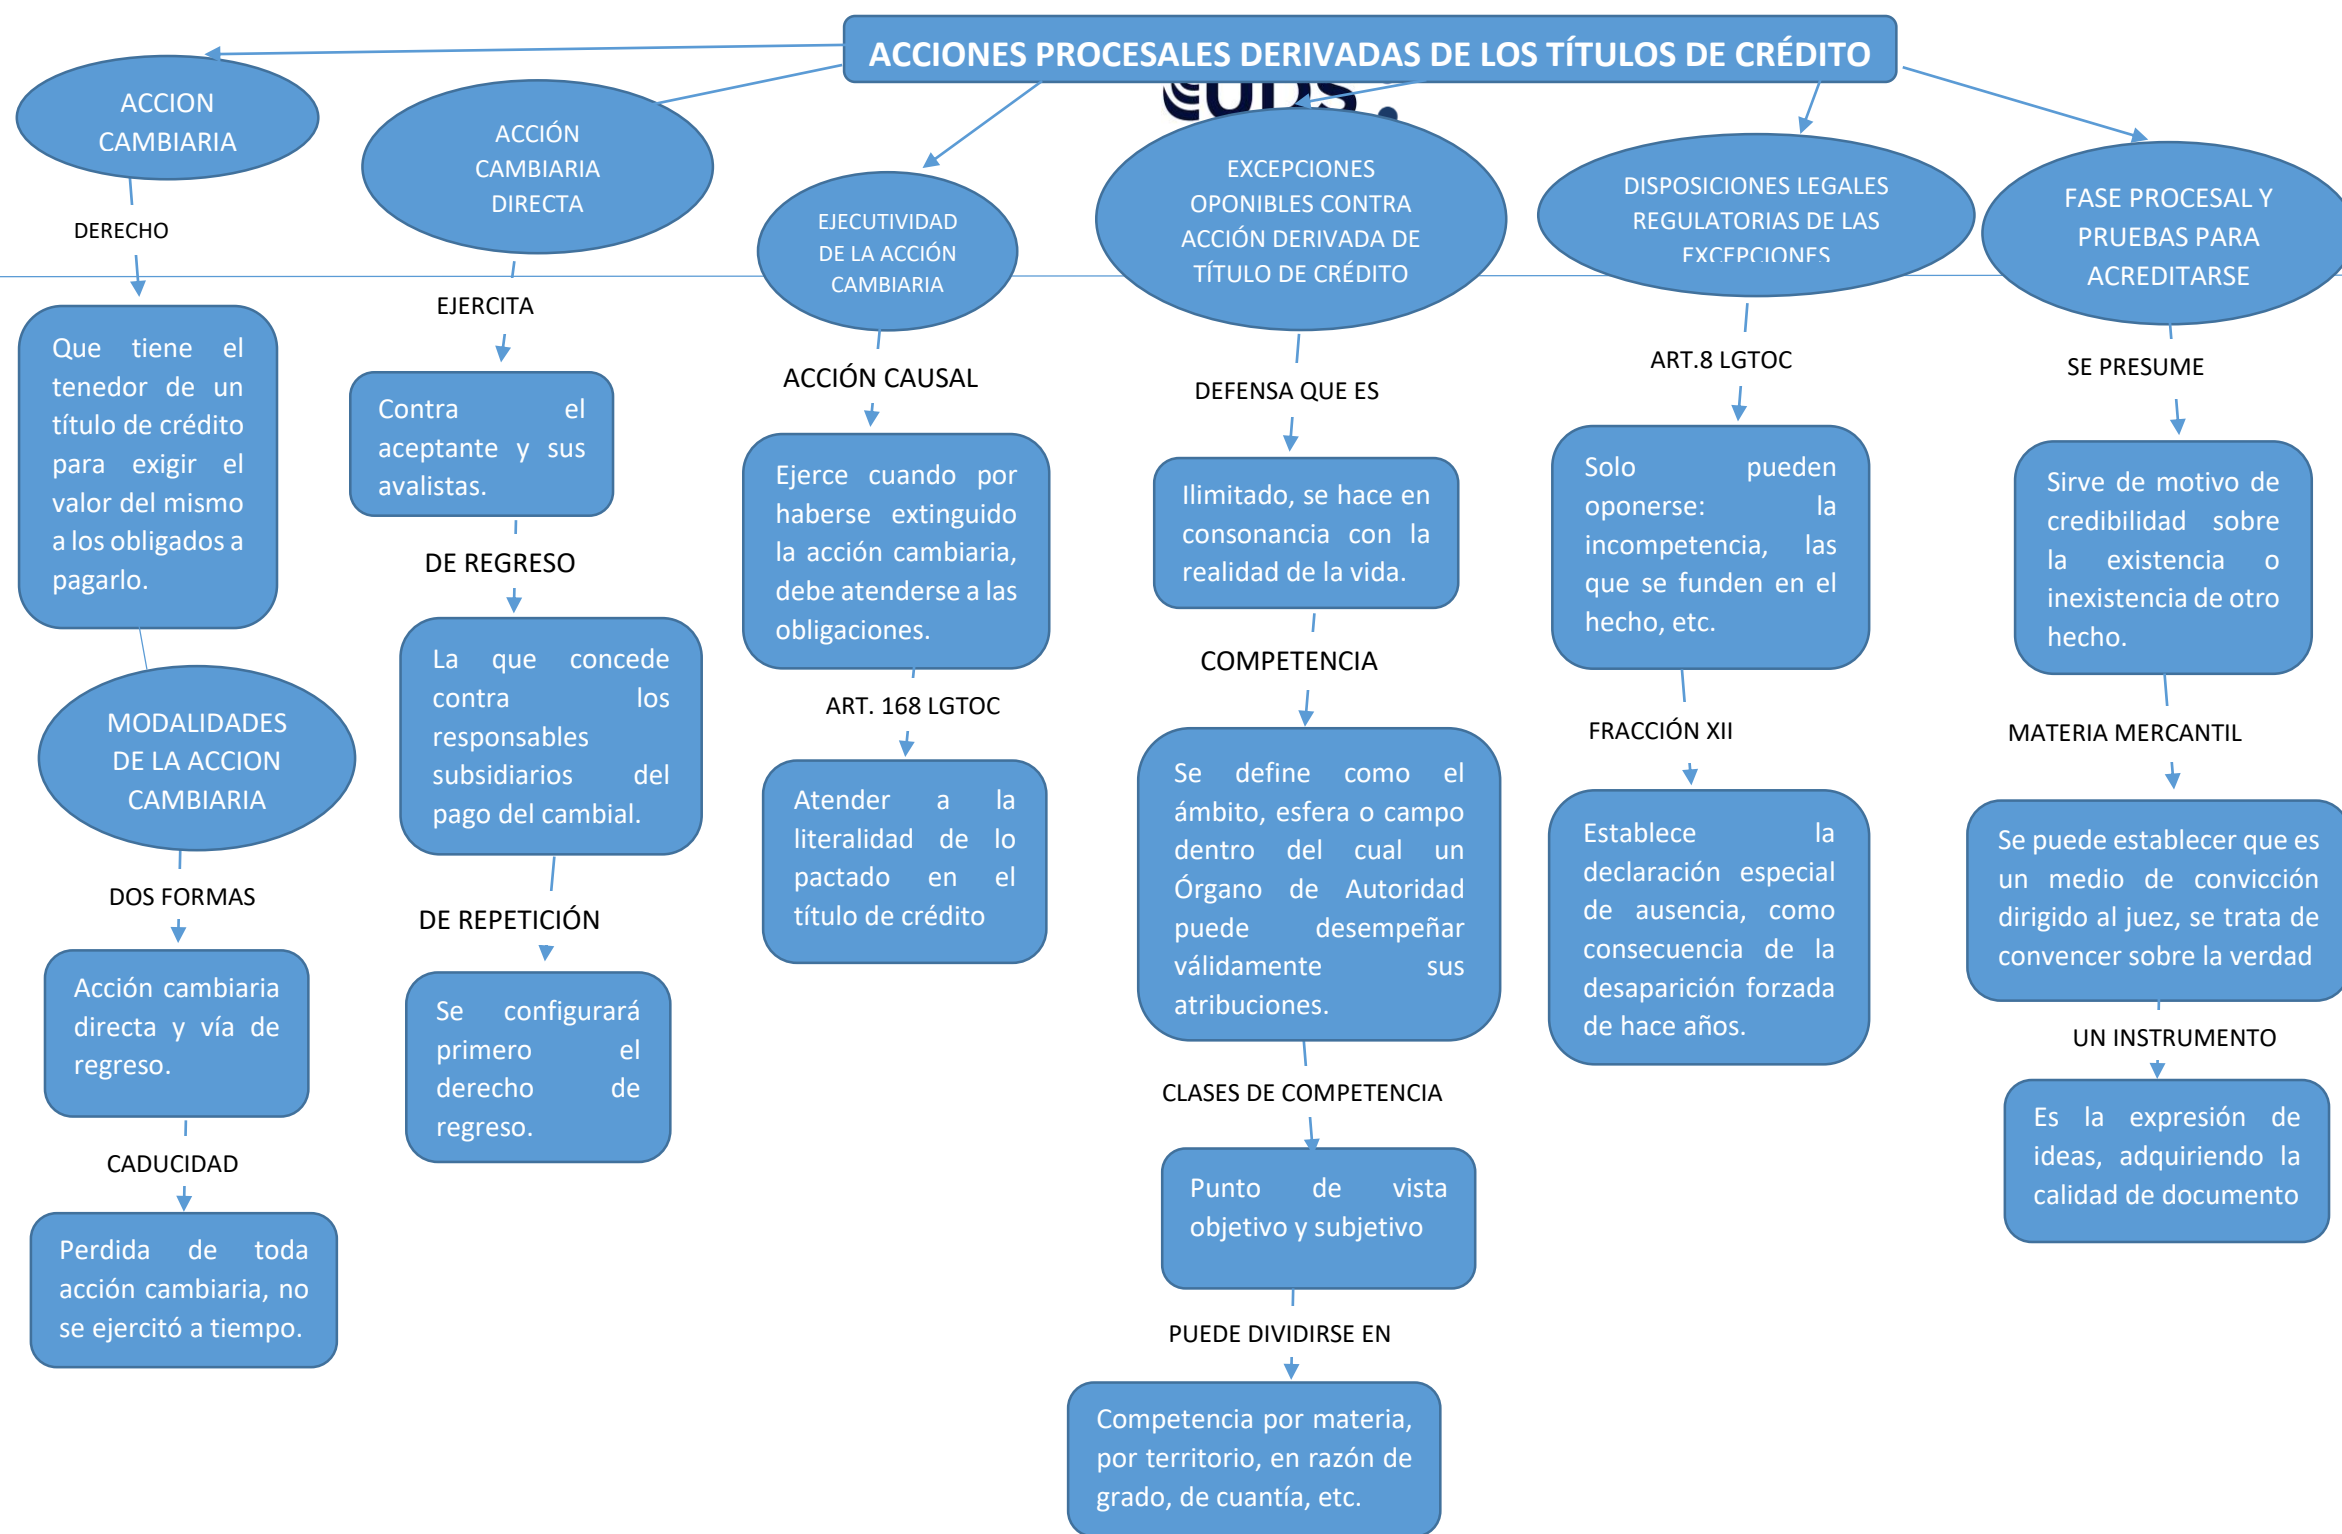 ACCIONES PROCESALES DERIVADAS DE LOS TÍTULOS DE CRÉDITO
ACCION
CAMBIARIA
DERECHO
Que tiene el
tenedor de un
título de crédito
para exigir el
valor del mismo
a los obligados a
pagarlo.
MODALIDADES
DE LA ACCION
CAMBIARIA
DOS FORMAS
Acción cambiaria
directa y vía de
regreso.
CADUCIDAD
Perdida de toda
acción cambiaria, no
se ejercitó a tiempo.
ACCIÓN
CAMBIARIA
DIRECTA
EJERCITA
Contra el
aceptante y sus
avalistas.
DE REGRESO
La que concede
contra los
responsables
subsidiarios del
pago del cambial.
DE REPETICIÓN
Se configurará
primero el
derecho de
regreso.
EJECUTIVIDAD
DE LA ACCIÓN
CAMBIARIA
ACCIÓN CAUSAL
Ejerce cuando por
haberse extinguido
la acción cambiaria,
debe atenderse a las
obligaciones.
ART. 168 LGTOC
Atender a la
literalidad de lo
pactado en el
título de crédito
UDS
EXCEPCIONES
OPONIBLES CONTRA
ACCIÓN DERIVADA DE
TÍTULO DE CRÉDITO
DEFENSA QUE ES
Ilimitado, se hace en
consonancia con la
realidad de la vida.
COMPETENCIA
Se define como el
ámbito, esfera o campo
dentro del cual un
Órgano de Autoridad
puede desempeñar
válidamente sus
atribuciones.
CLASES DE COMPETENCIA
Punto de vista
objetivo y subjetivo
PUEDE DIVIDIRSE EN
Competencia por materia,
por territorio, en razón de
grado, de cuantía, etc.
DISPOSICIONES LEGALES
REGULATORIAS DE LAS
EXCEPCIONES
ART.8 LGTOC
Solo pueden
oponerse: la
incompetencia, las
que se funden en el
hecho, etc.
FRACCIÓN XII
Establece la
declaración especial
de ausencia, como
consecuencia de la
desaparición forzada
de hace años.
FASE PROCESAL Y
PRUEBAS PARA
ACREDITARSE
SE PRESUME
Sirve de motivo de
credibilidad sobre
la existencia o
inexistencia de otro
hecho.
MATERIA MERCANTIL
Se puede establecer que es
un medio de convicción
dirigido al juez, se trata de
convencer sobre la verdad
UN INSTRUMENTO
Es la expresión de
ideas, adquiriendo la
calidad de documento